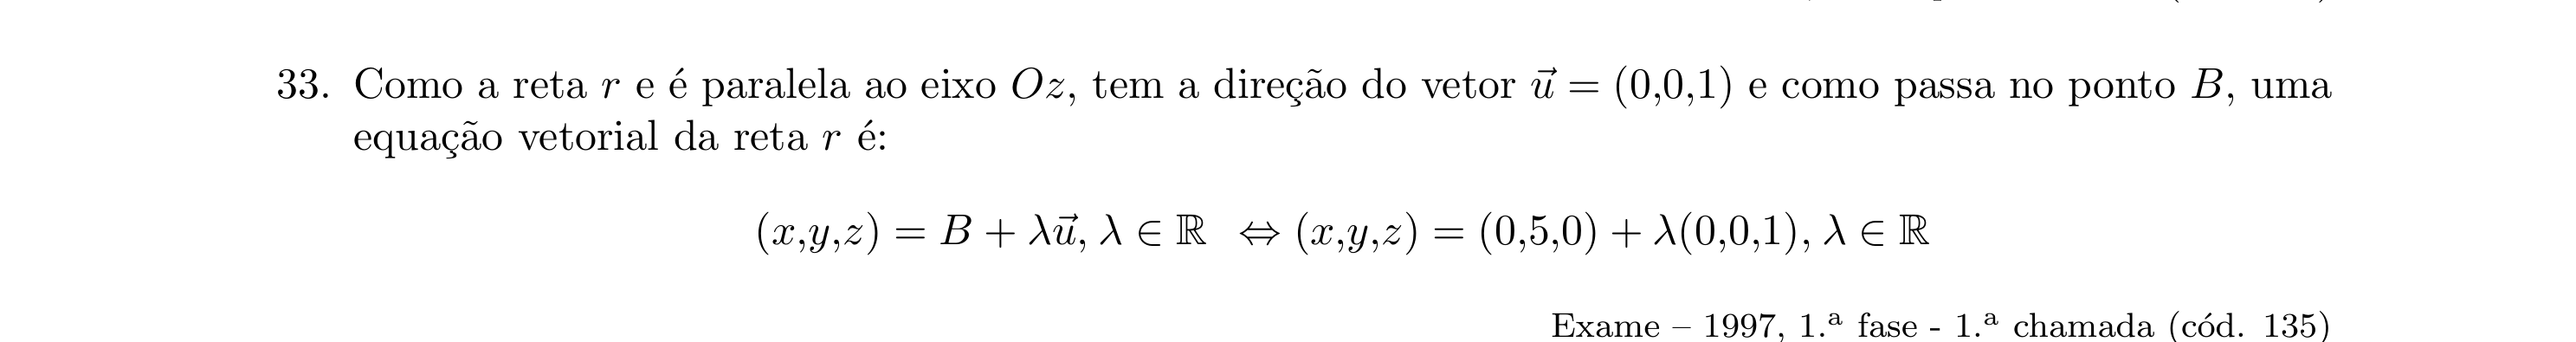 33. Como a reta r e é paralela ao eixo Oz, tem a direção do vetor u⃗ = (0,0,1) e como passa no ponto B, uma
equação vetorial da reta r é:
(x,y,z) = B + λu⃗, λ ∈ ℝ ⇔ (x,y,z) = (0,5,0) + λ(0,0,1), λ ∈ ℝ
Exame – 1997, 1.ª fase - 1.ª chamada (cód. 135)